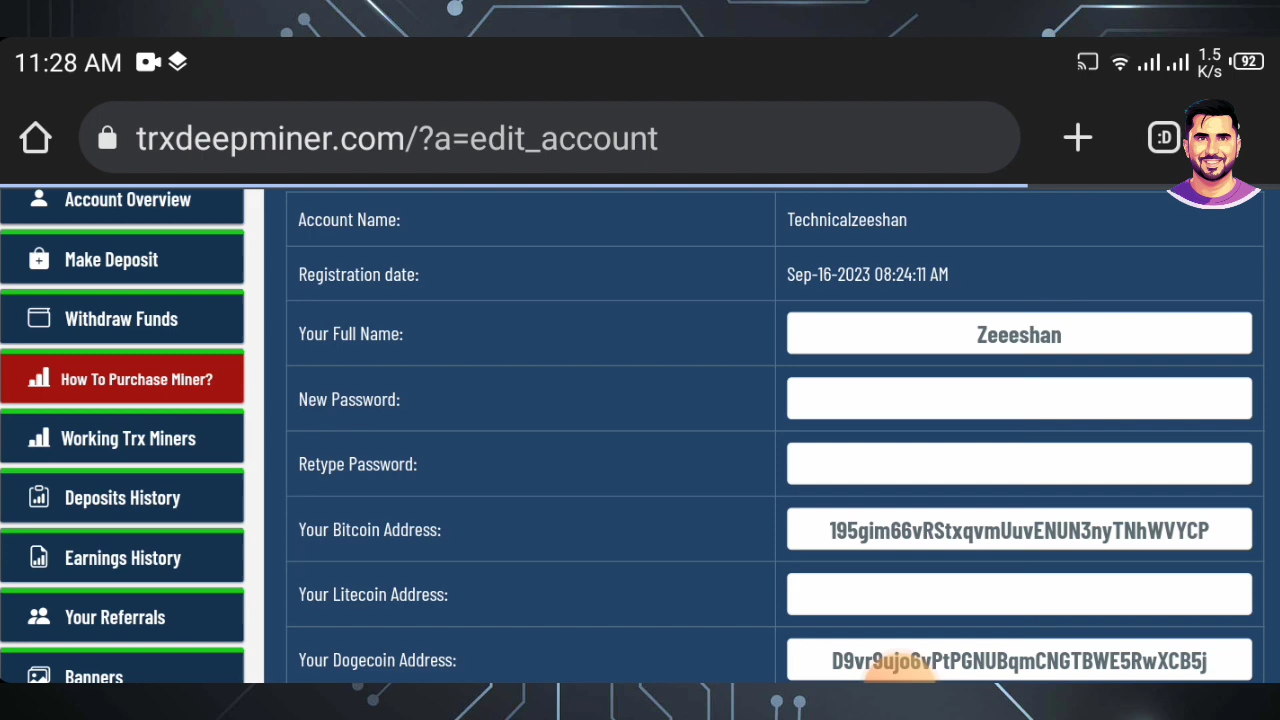 11:28 AM
1.5
K/s
92
trxdeepminer.com/?a=edit_account
:D
Account Overview
Make Deposit
Withdraw Funds
How To Purchase Miner?
Working Trx Miners
Deposits History
Earnings History
Your Referrals
Banners
Account Name: Technicalzeeshan
Registration date: Sep-16-2023 08:24:11 AM
Your Full Name: Zeeeshan
New Password:
Retype Password:
Your Bitcoin Address: 195gim66vRStxqvmUuvENUN3nyTNhWVYCP
Your Litecoin Address:
Your Dogecoin Address: D9vr9ujo6vPtPGNUBqmCNGTBWE5RwXCB5j